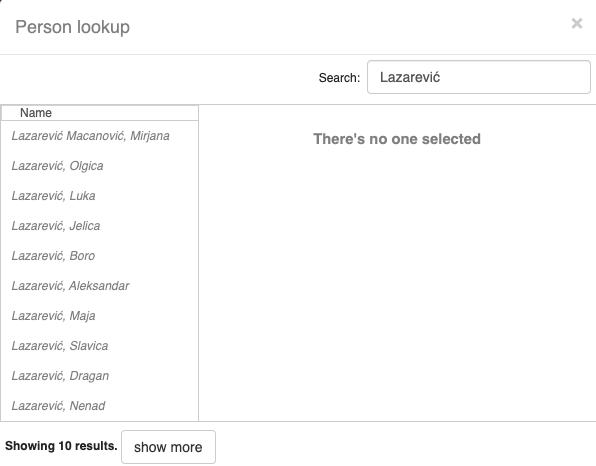 Person lookup
×
Search: Lazarević
Name
Lazarević Macanović, Mirjana
Lazarević, Olgica
Lazarević, Luka
Lazarević, Jelica
Lazarević, Boro
Lazarević, Aleksandar
Lazarević, Maja
Lazarević, Slavica
Lazarević, Dragan
Lazarević, Nenad
There's no one selected
Showing 10 results. show more